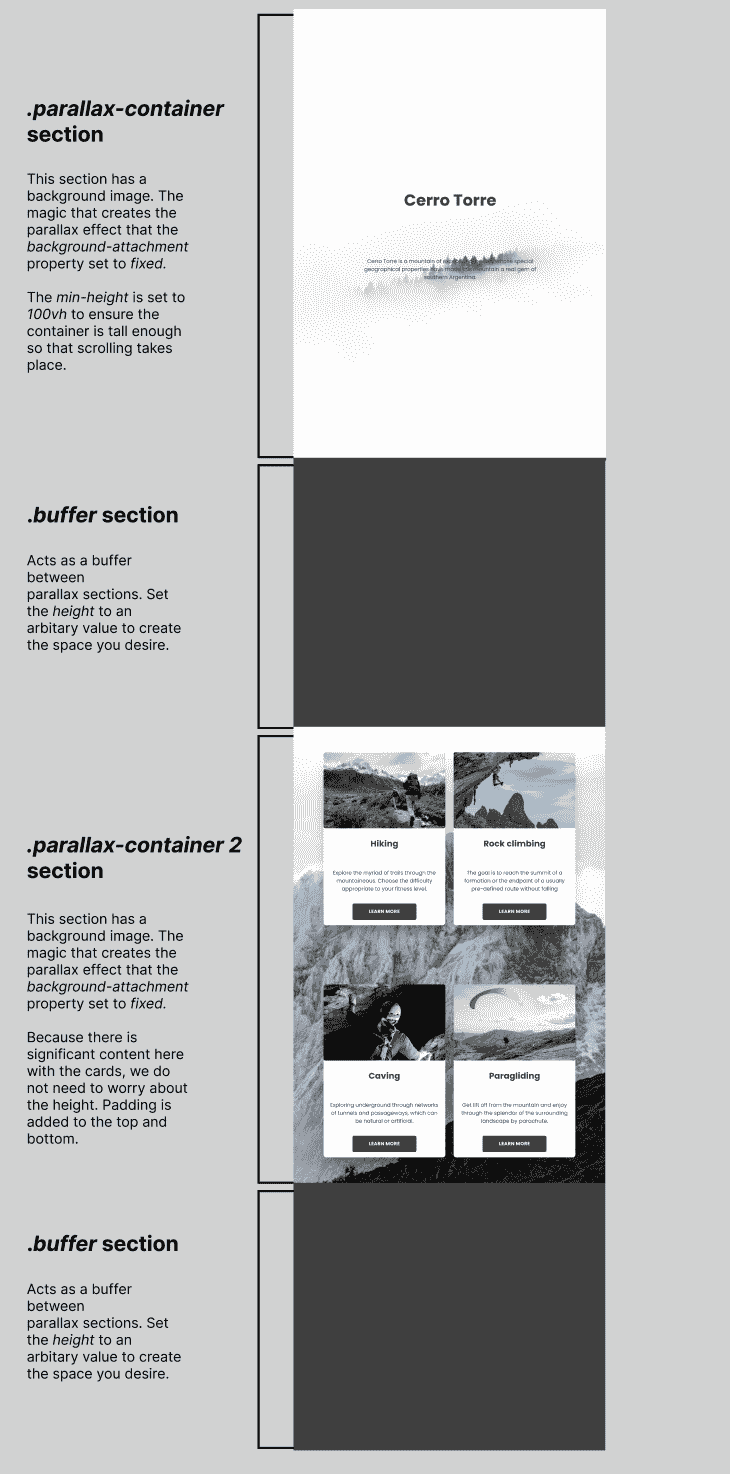 .parallax-container
section
This section has a
background image. The
magic that creates the
parallax effect that the
background-attachment
property set to fixed.
The min-height is set to
100vh to ensure the
container is tall enough
so that scrolling takes
place.
Cerro Torre
Cerro Torre is a mountain of special
geographical properties have made the mountain a real gem of
southern Argentina.
.buffer section
Acts as a buffer
between
parallax sections. Set
the height to an
arbitary value to create
the space you desire.
.parallax-container 2
section
This section has a
background image. The
magic that creates the
parallax effect that the
background-attachment
property set to fixed.
Because there is
significant content here
with the cards, we do
not need to worry about
the height. Padding is
added to the top and
bottom.
Hiking
Explore the myriad of trails through the
mountaineous. Choose the difficulty
appropriate to your fitness level.
LEARN MORE
Rock climbing
The goal is to reach the summit of a
formation or the endpoint of a usually
pre-defined route without falling
LEARN MORE
Caving
Exploring underground through networks
of tunnels and passageways, which can
be natural or artificial.
LEARN MORE
Paragliding
Get lift off from the mountain and enjoy
through the splendor of the surrounding
landscape by parachute.
LEARN MORE
.buffer section
Acts as a buffer
between
parallax sections. Set
the height to an
arbitary value to create
the space you desire.